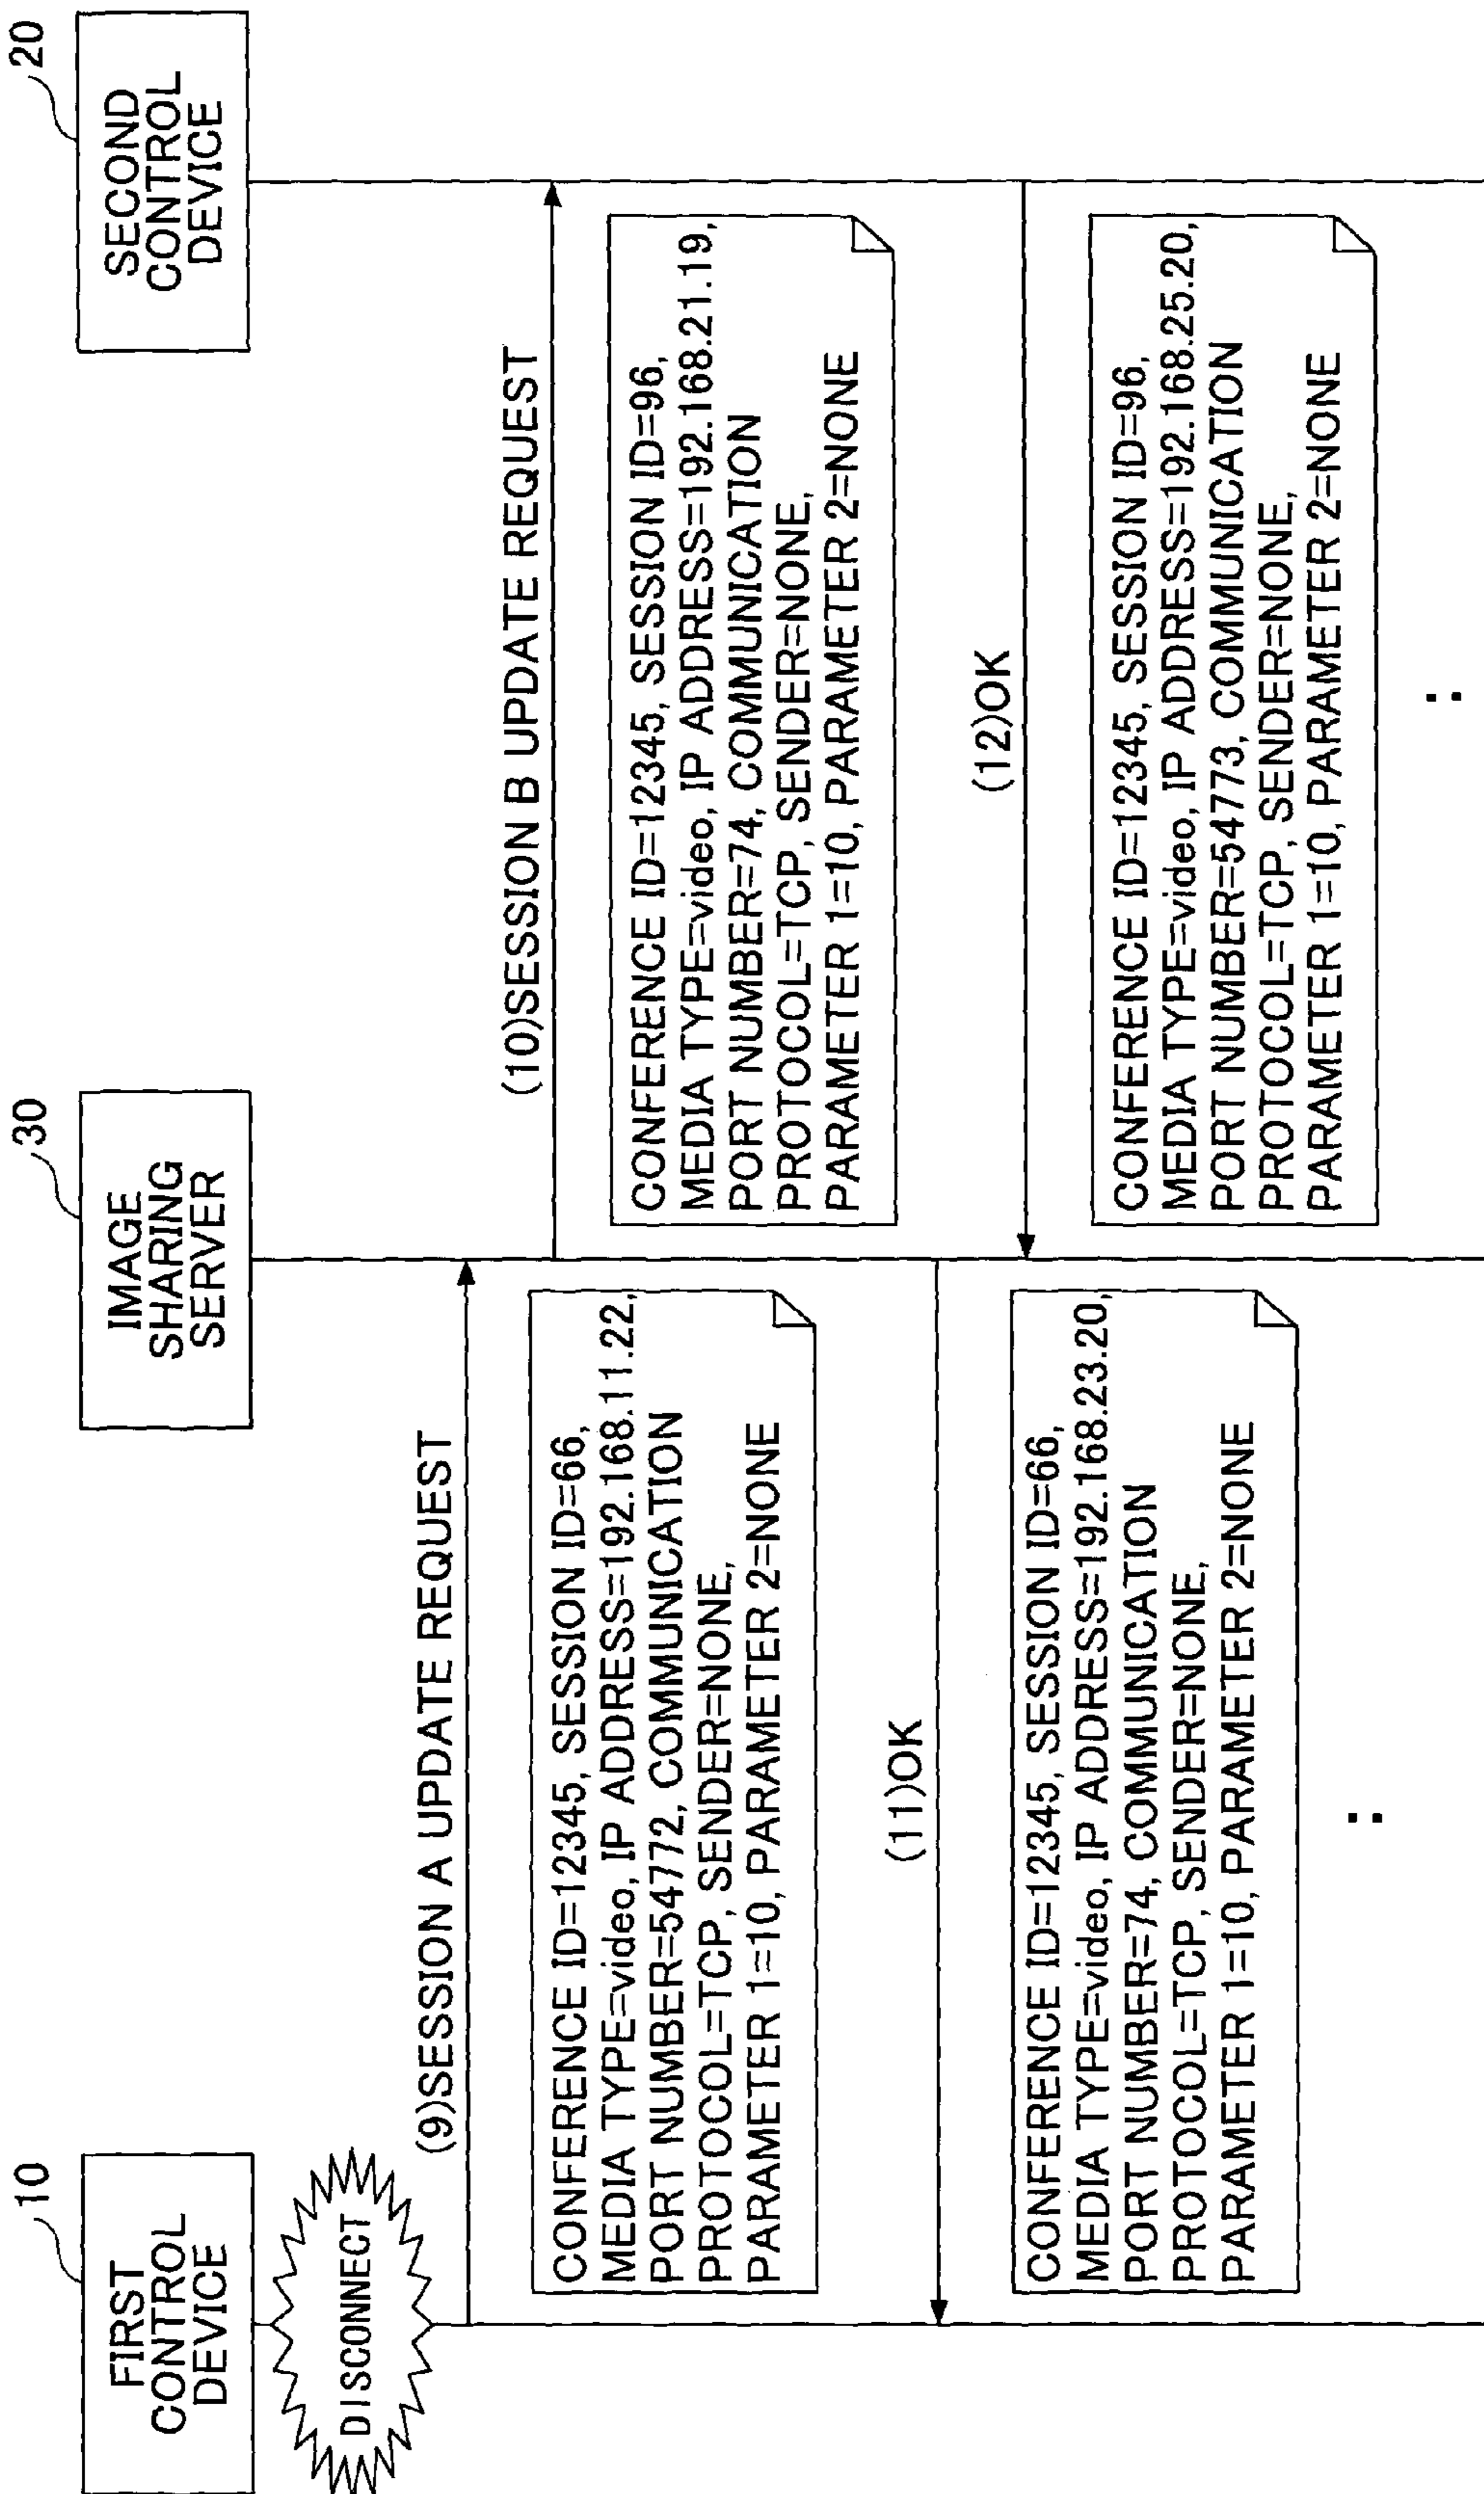 10
FIRST
CONTROL
DEVICE
30
IMAGE
SHARING
SERVER
20
SECOND
CONTROL
DEVICE
DISCONNECT
(9)SESSION A UPDATE REQUEST
CONFERENCE ID=12345, SESSION ID=66,
MEDIA TYPE=video, IP ADDRESS=192.168.11.22,
PORT NUMBER=54772, COMMUNICATION
PROTOCOL=TCP, SENDER=NONE,
PARAMETER 1=10, PARAMETER 2=NONE
(10)SESSION B UPDATE REQUEST
CONFERENCE ID=12345, SESSION ID=96,
MEDIA TYPE=video, IP ADDRESS=192.168.21.19,
PORT NUMBER=74, COMMUNICATION
PROTOCOL=TCP, SENDER=NONE,
PARAMETER 1=10, PARAMETER 2=NONE
(11)OK
CONFERENCE ID=12345, SESSION ID=66,
MEDIA TYPE=video, IP ADDRESS=192.168.23.20,
PORT NUMBER=74, COMMUNICATION
PROTOCOL=TCP, SENDER=NONE,
PARAMETER 1=10, PARAMETER 2=NONE
(12)OK
CONFERENCE ID=12345, SESSION ID=96,
MEDIA TYPE=video, IP ADDRESS=192.168.25.20,
PORT NUMBER=54773, COMMUNICATION
PROTOCOL=TCP, SENDER=NONE,
PARAMETER 1=10, PARAMETER 2=NONE